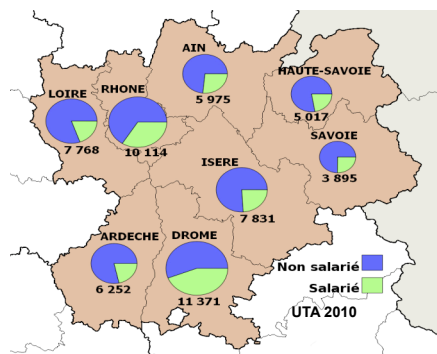 AIN
5 975
HAUTE-SAVOIE
5 017
LOIRE
7 768
RHONE
10 114
SAVOIE
3 895
ISERE
7 831
ARDECHE
6 252
DROME
11 371
Non salarié
Salarié
UTA 2010